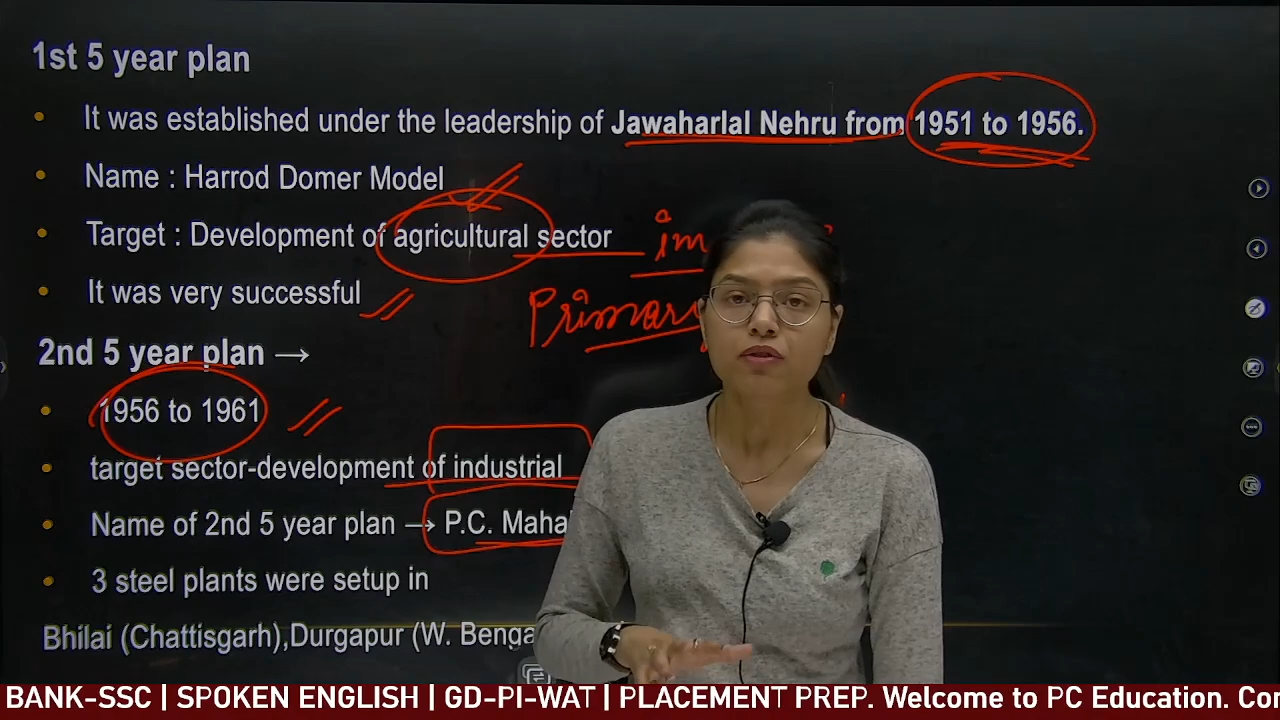 1st 5 year plan
• It was established under the leadership of Jawaharlal Nehru from 1951 to 1956.
• Name : Harrod Domer Model
• Target : Development of agricultural sector
• It was very successful
Primary
2nd 5 year plan →
• 1956 to 1961
• target sector-development of industrial
• Name of 2nd 5 year plan → P.C.
• 3 steel plants were setup in
Bhilai (Chattisgarh),Durgapur (W.
BANK-SSC | SPOKEN ENGLISH | GD-PI-WAT | PLACEMENT PREP. Welcome to PC Education.